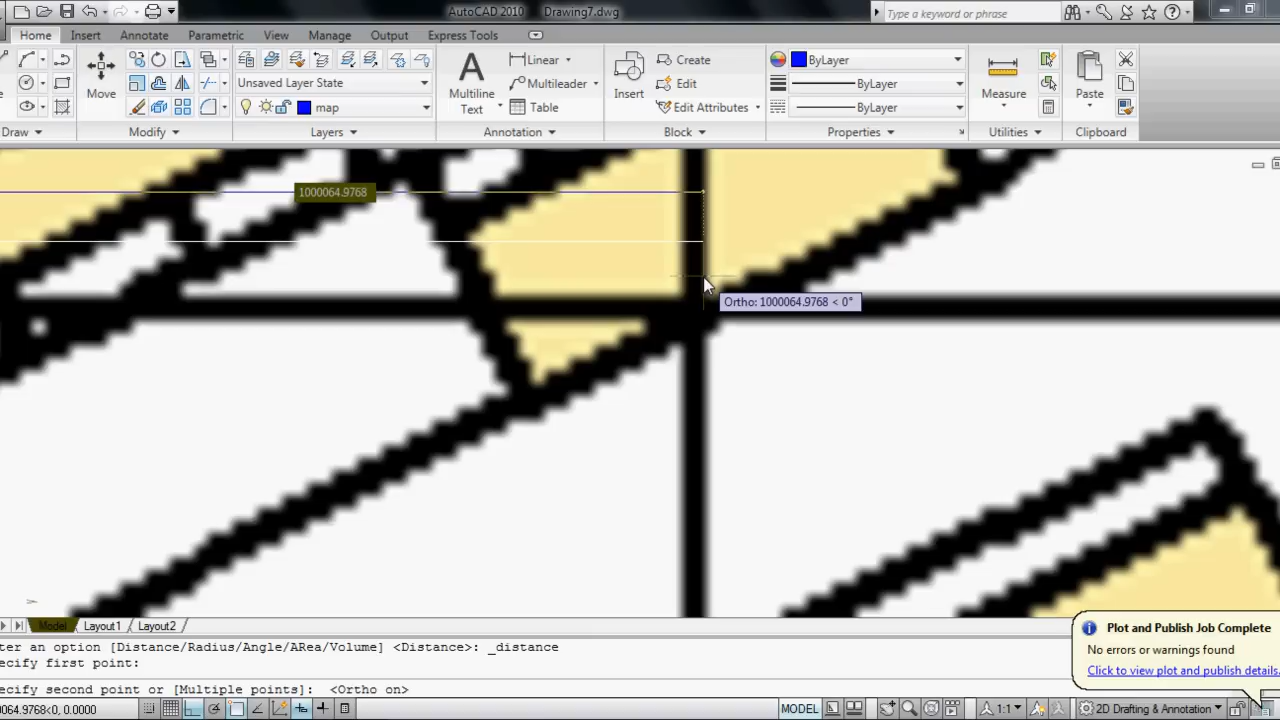 AutoCAD 2010 Drawing7.dwg
Type a keyword or phrase
Home Insert Annotate Parametric View Manage Output Express Tools
Linear
Create
ByLayer
Unsaved Layer State
Multileader
Edit
ByLayer
Move
Multiline
Text
Insert
Measure
Paste
map
Table
Edit Attributes
ByLayer
Draw Modify Layers Annotation Block Properties Utilities Clipboard
1000064.9768
Ortho: 1000064.9768 < 0°
Model Layout1 Layout2
ter an option [Distance/Radius/Angle/ARea/Volume] <Distance>: _distance
ecify first point:
ecify second point or [Multiple points]: <Ortho on>
Plot and Publish Job Complete
No errors or warnings found
Click to view plot and publish details.
0064.9768<0, 0.0000
MODEL
1:1
2D Drafting & Annotation